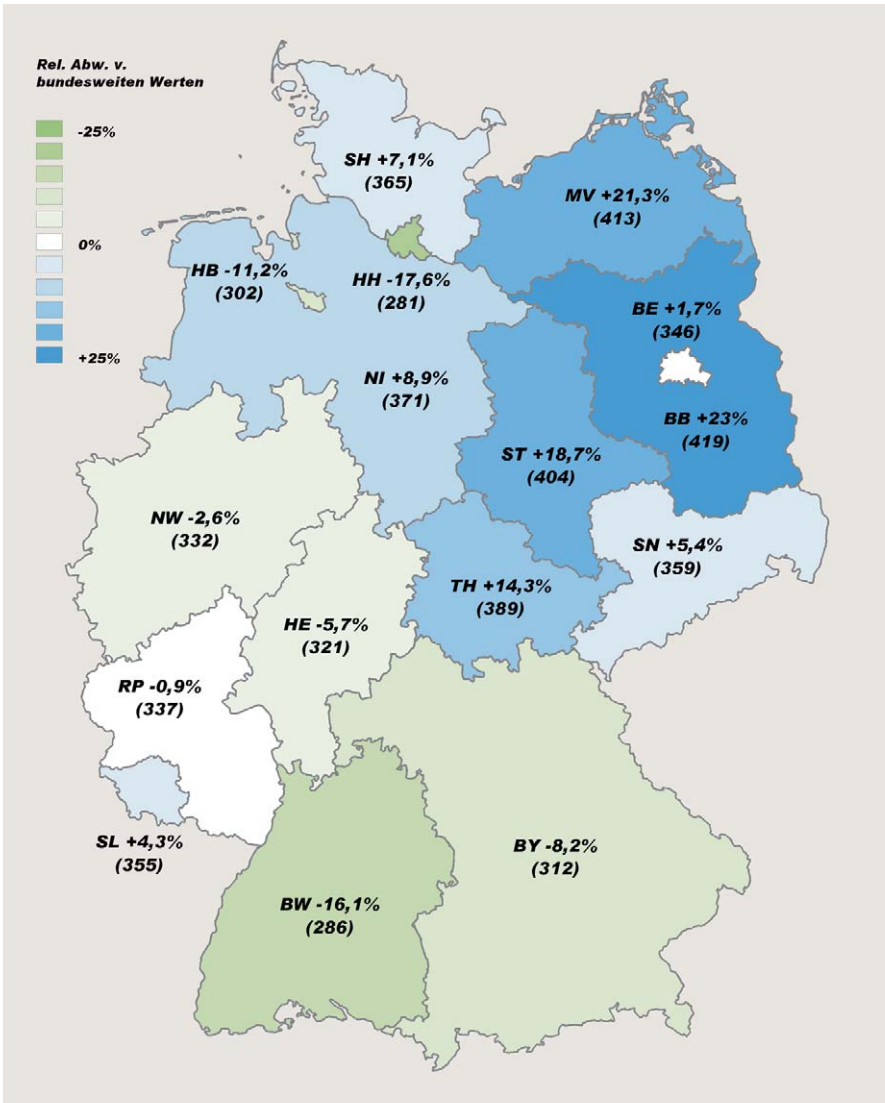 Rel. Abw. v.
bundesweiten Werten
-25%
0%
+25%
SH +7,1%
(365)
MV +21,3%
(413)
HB -11,2%
(302)
HH -17,6%
(281)
BE +1,7%
(346)
NI +8,9%
(371)
BB +23%
(419)
ST +18,7%
(404)
NW -2,6%
(332)
SN +5,4%
(359)
TH +14,3%
(389)
HE -5,7%
(321)
RP -0,9%
(337)
SL +4,3%
(355)
BY -8,2%
(312)
BW -16,1%
(286)